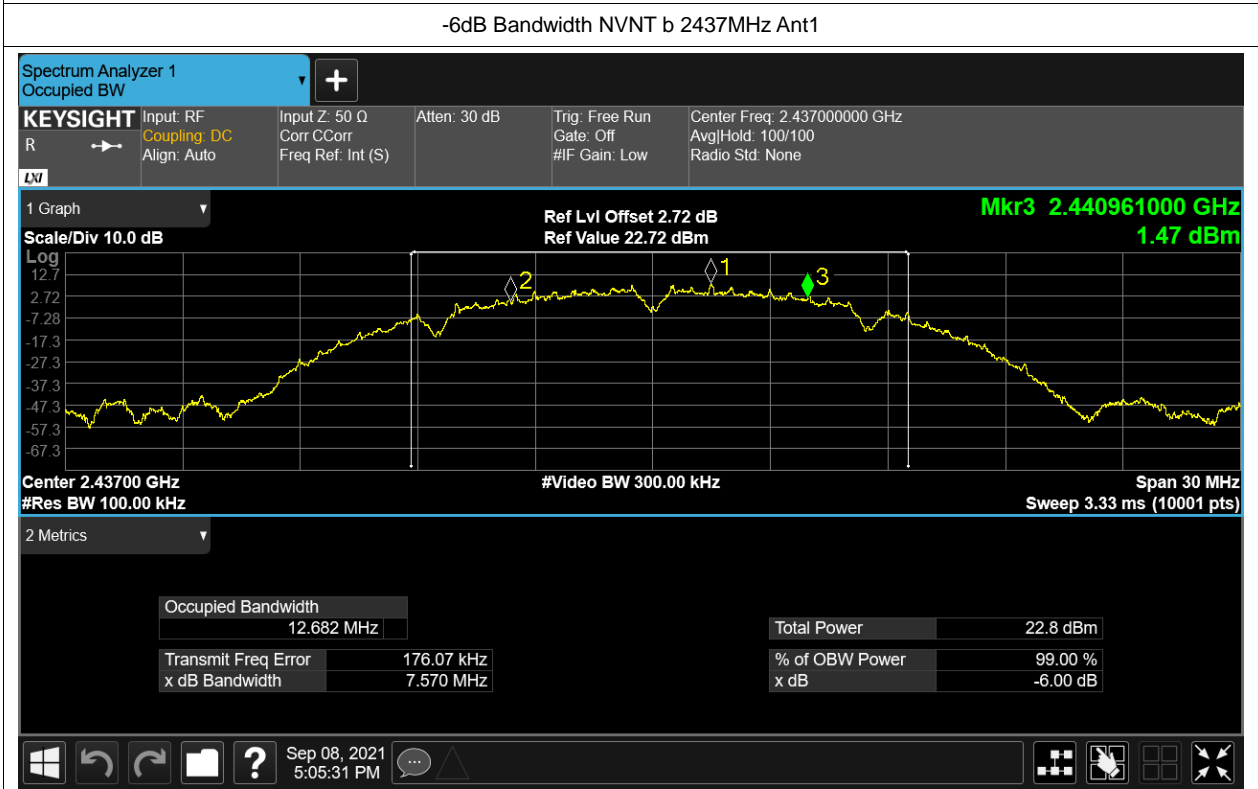 -6dB Bandwidth NVNT b 2437MHz Ant1
Spectrum Analyzer 1
Occupied BW
KEYSIGHT Input: RF Input Z: 50 Ω Atten: 30 dB Trig: Free Run Center Freq: 2.437000000 GHz
R Coupling: DC Corr CCorr Gate: Off Avg|Hold: 100/100
Align: Auto Freq Ref: Int (S) #IF Gain: Low Radio Std: None
LXI
1 Graph Ref Lvl Offset 2.72 dB Mkr3 2.440961000 GHz
Scale/Div 10.0 dB Ref Value 22.72 dBm 1.47 dBm
Log
12.7
2.72
-7.28
-17.3
-27.3
-37.3
-47.3
-57.3
-67.3
2
1
3
Center 2.43700 GHz #Video BW 300.00 kHz Span 30 MHz
#Res BW 100.00 kHz Sweep 3.33 ms (10001 pts)
2 Metrics
Occupied Bandwidth
12.682 MHz Total Power 22.8 dBm
Transmit Freq Error 176.07 kHz % of OBW Power 99.00 %
x dB Bandwidth 7.570 MHz x dB -6.00 dB
? Sep 08, 2021
5:05:31 PM